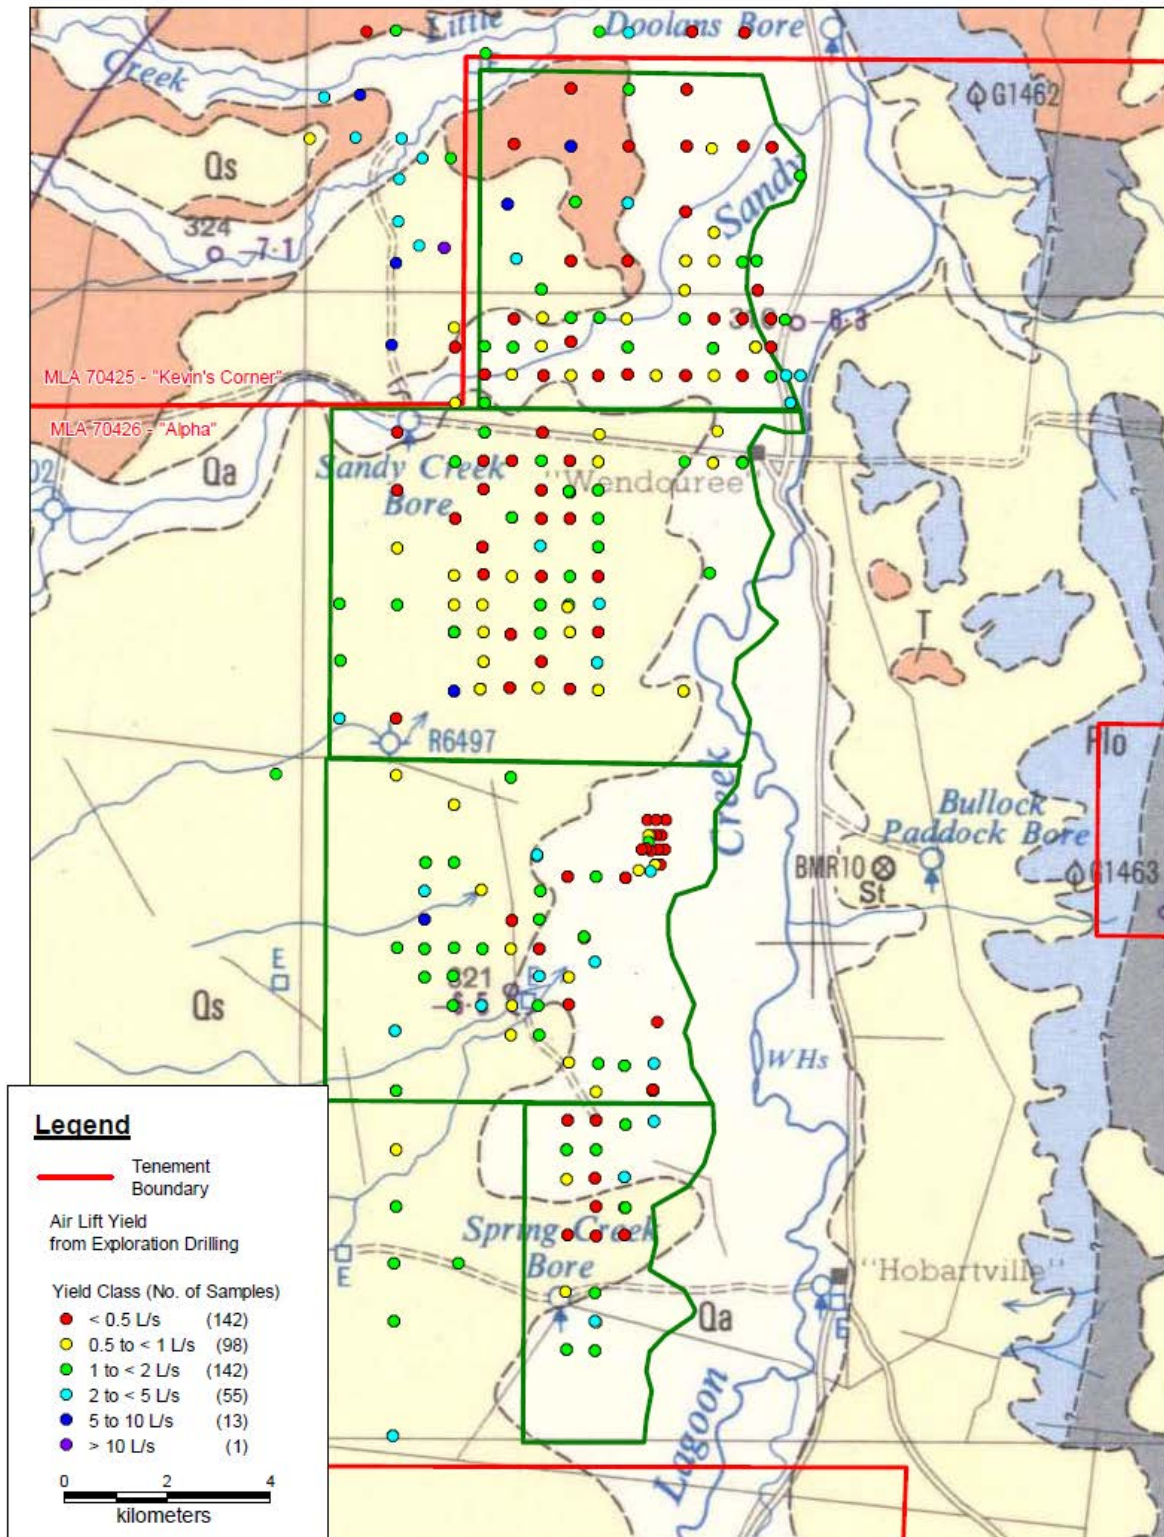 Little
Doolans Bore
Creek
G1462
Qs
324
-7·1
Sandy
-6·3
MLA 70425 - "Kevin's Corner"
MLA 70426 - "Alpha"
Qa
Sandy Creek
Bore
"Wendouree"
02
T
R6497
Creek
Plo
Bullock
Paddock Bore
BMR10
G1463
St
E
E
321
-6·5
Qs
WHs
Legend
Tenement
Boundary
Air Lift Yield
from Exploration Drilling
Yield Class (No. of Samples)
< 0.5 L/s (142)
0.5 to < 1 L/s (98)
1 to < 2 L/s (142)
2 to < 5 L/s (55)
5 to 10 L/s (13)
> 10 L/s (1)
0 2 4
kilometers
Spring Creek
Bore
E
"Hobartville"
E
Qa
Lagoon